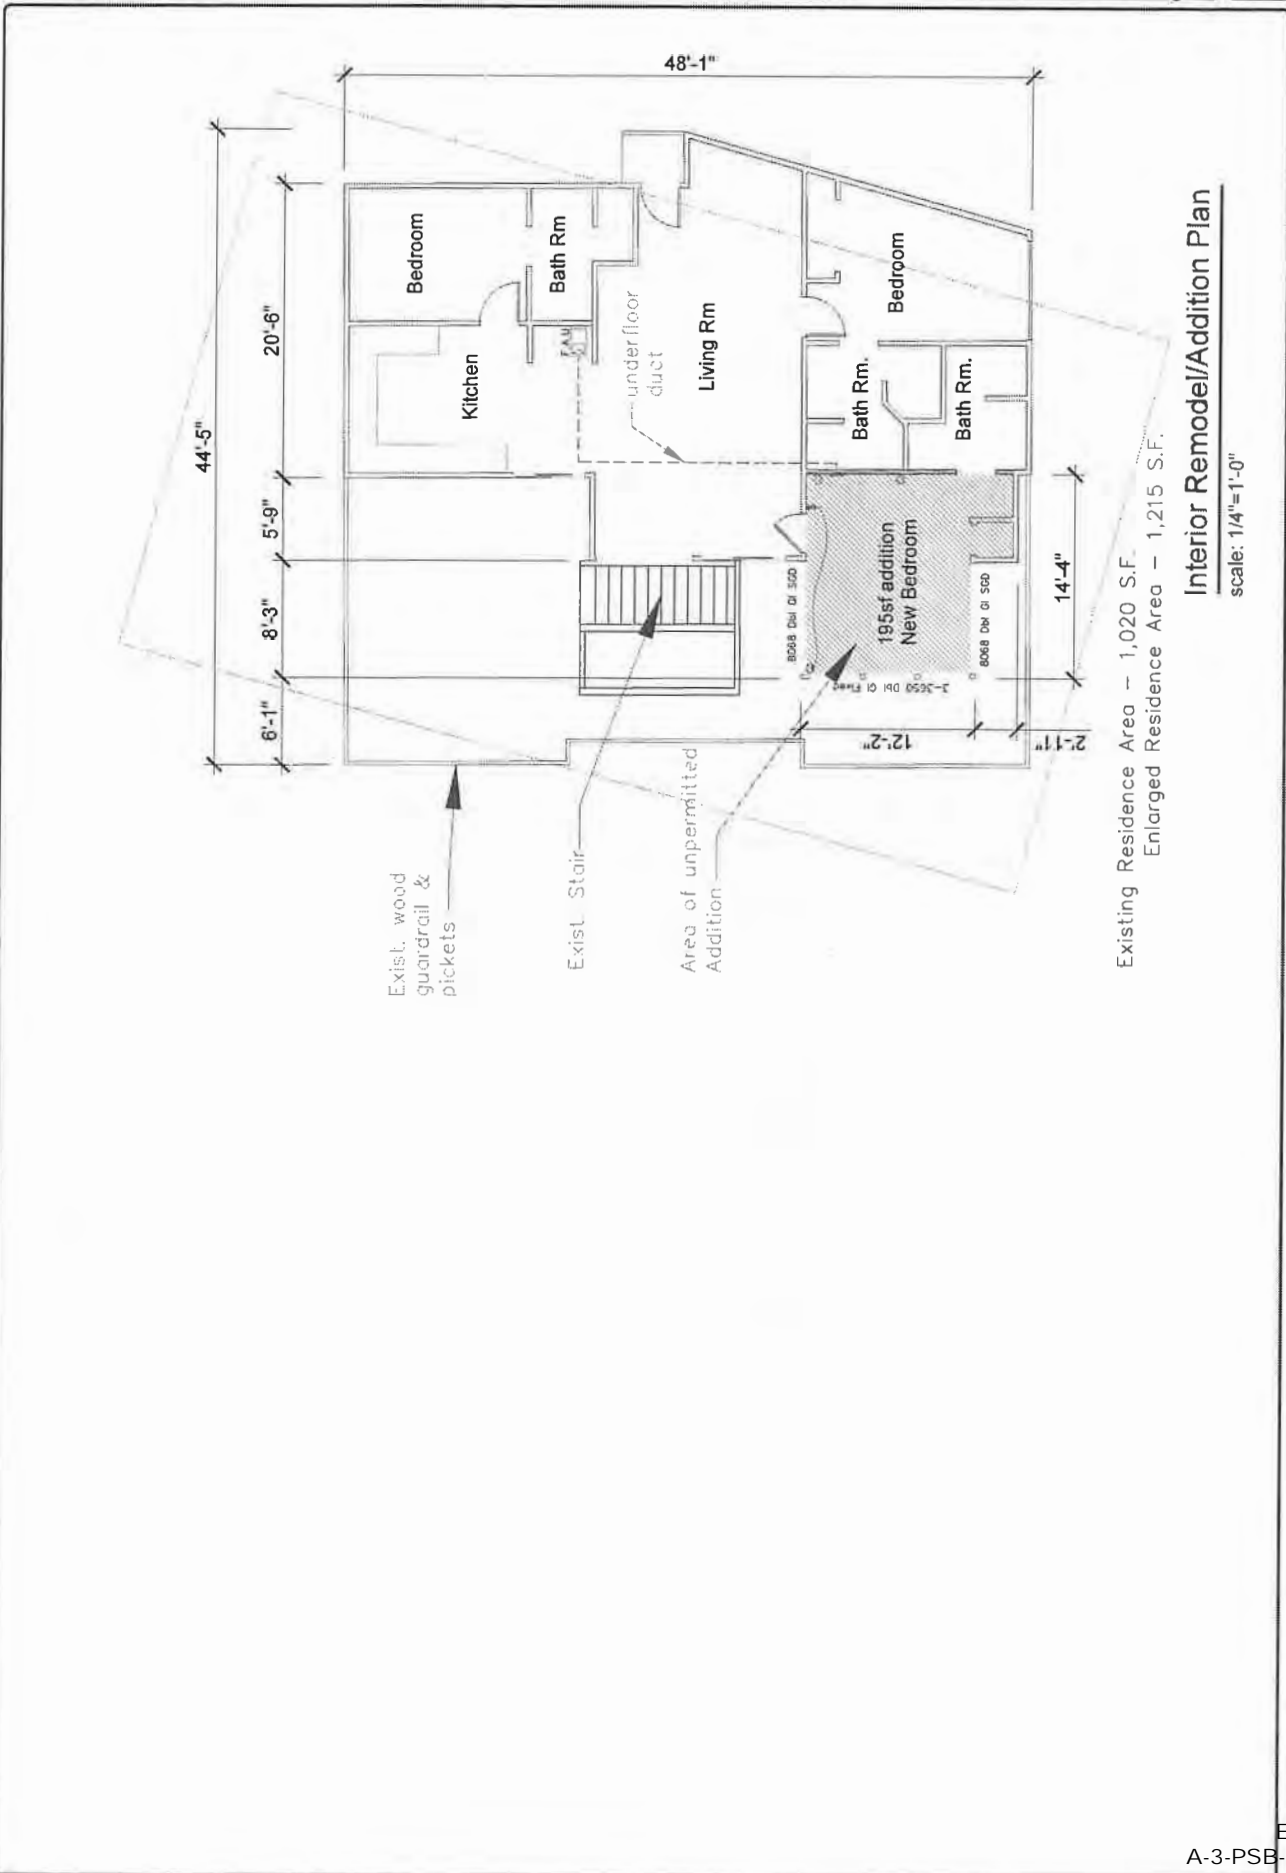 48'-1"
44'-5"
20'-6"
5'-9"
8'-3"
6'-1"
Bedroom
Bath Rm
Kitchen
F.A.U
underfloor
duct
Living Rm
Bedroom
Bath Rm.
Bath Rm.
195sf addition
New Bedroom
8068 Dbl Gl SGD
8068 Dbl Gl SGD
3-3650 Dbl Gl Fixed
14'-4"
12'-2"
2'-11"
Exist. wood
guardrail &
pickets
Exist. Stair
Area of unpermitted
Addition
Existing Residence Area – 1,020 S.F.
Enlarged Residence Area – 1,215 S.F.
Interior Remodel/Addition Plan
scale: 1/4"=1'-0"
A-3-PSB-